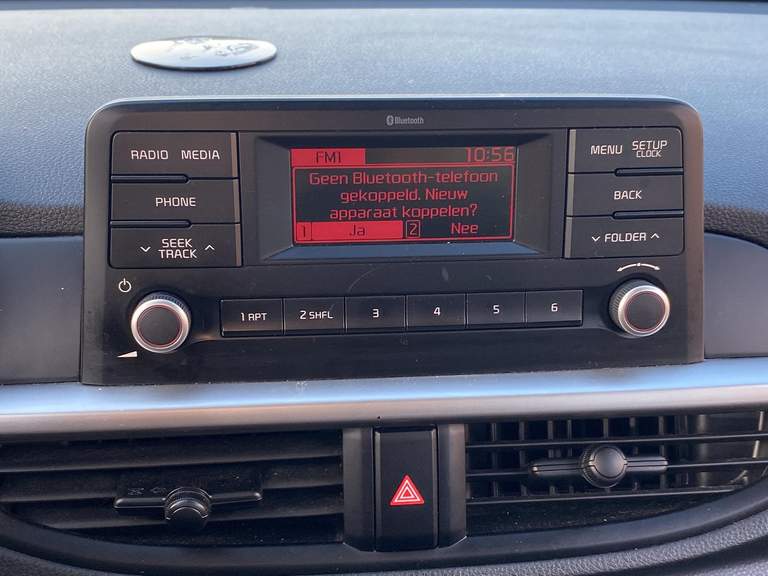 Bluetooth
RADIO MEDIA
PHONE
SEEK
TRACK
FM1 10:56
Geen Bluetooth-telefoon
gekoppeld. Nieuw
apparaat koppelen?
1 Ja 2 Nee
MENU SETUP
CLOCK
BACK
FOLDER
1 APT 2 SHFL 3 4 5 6